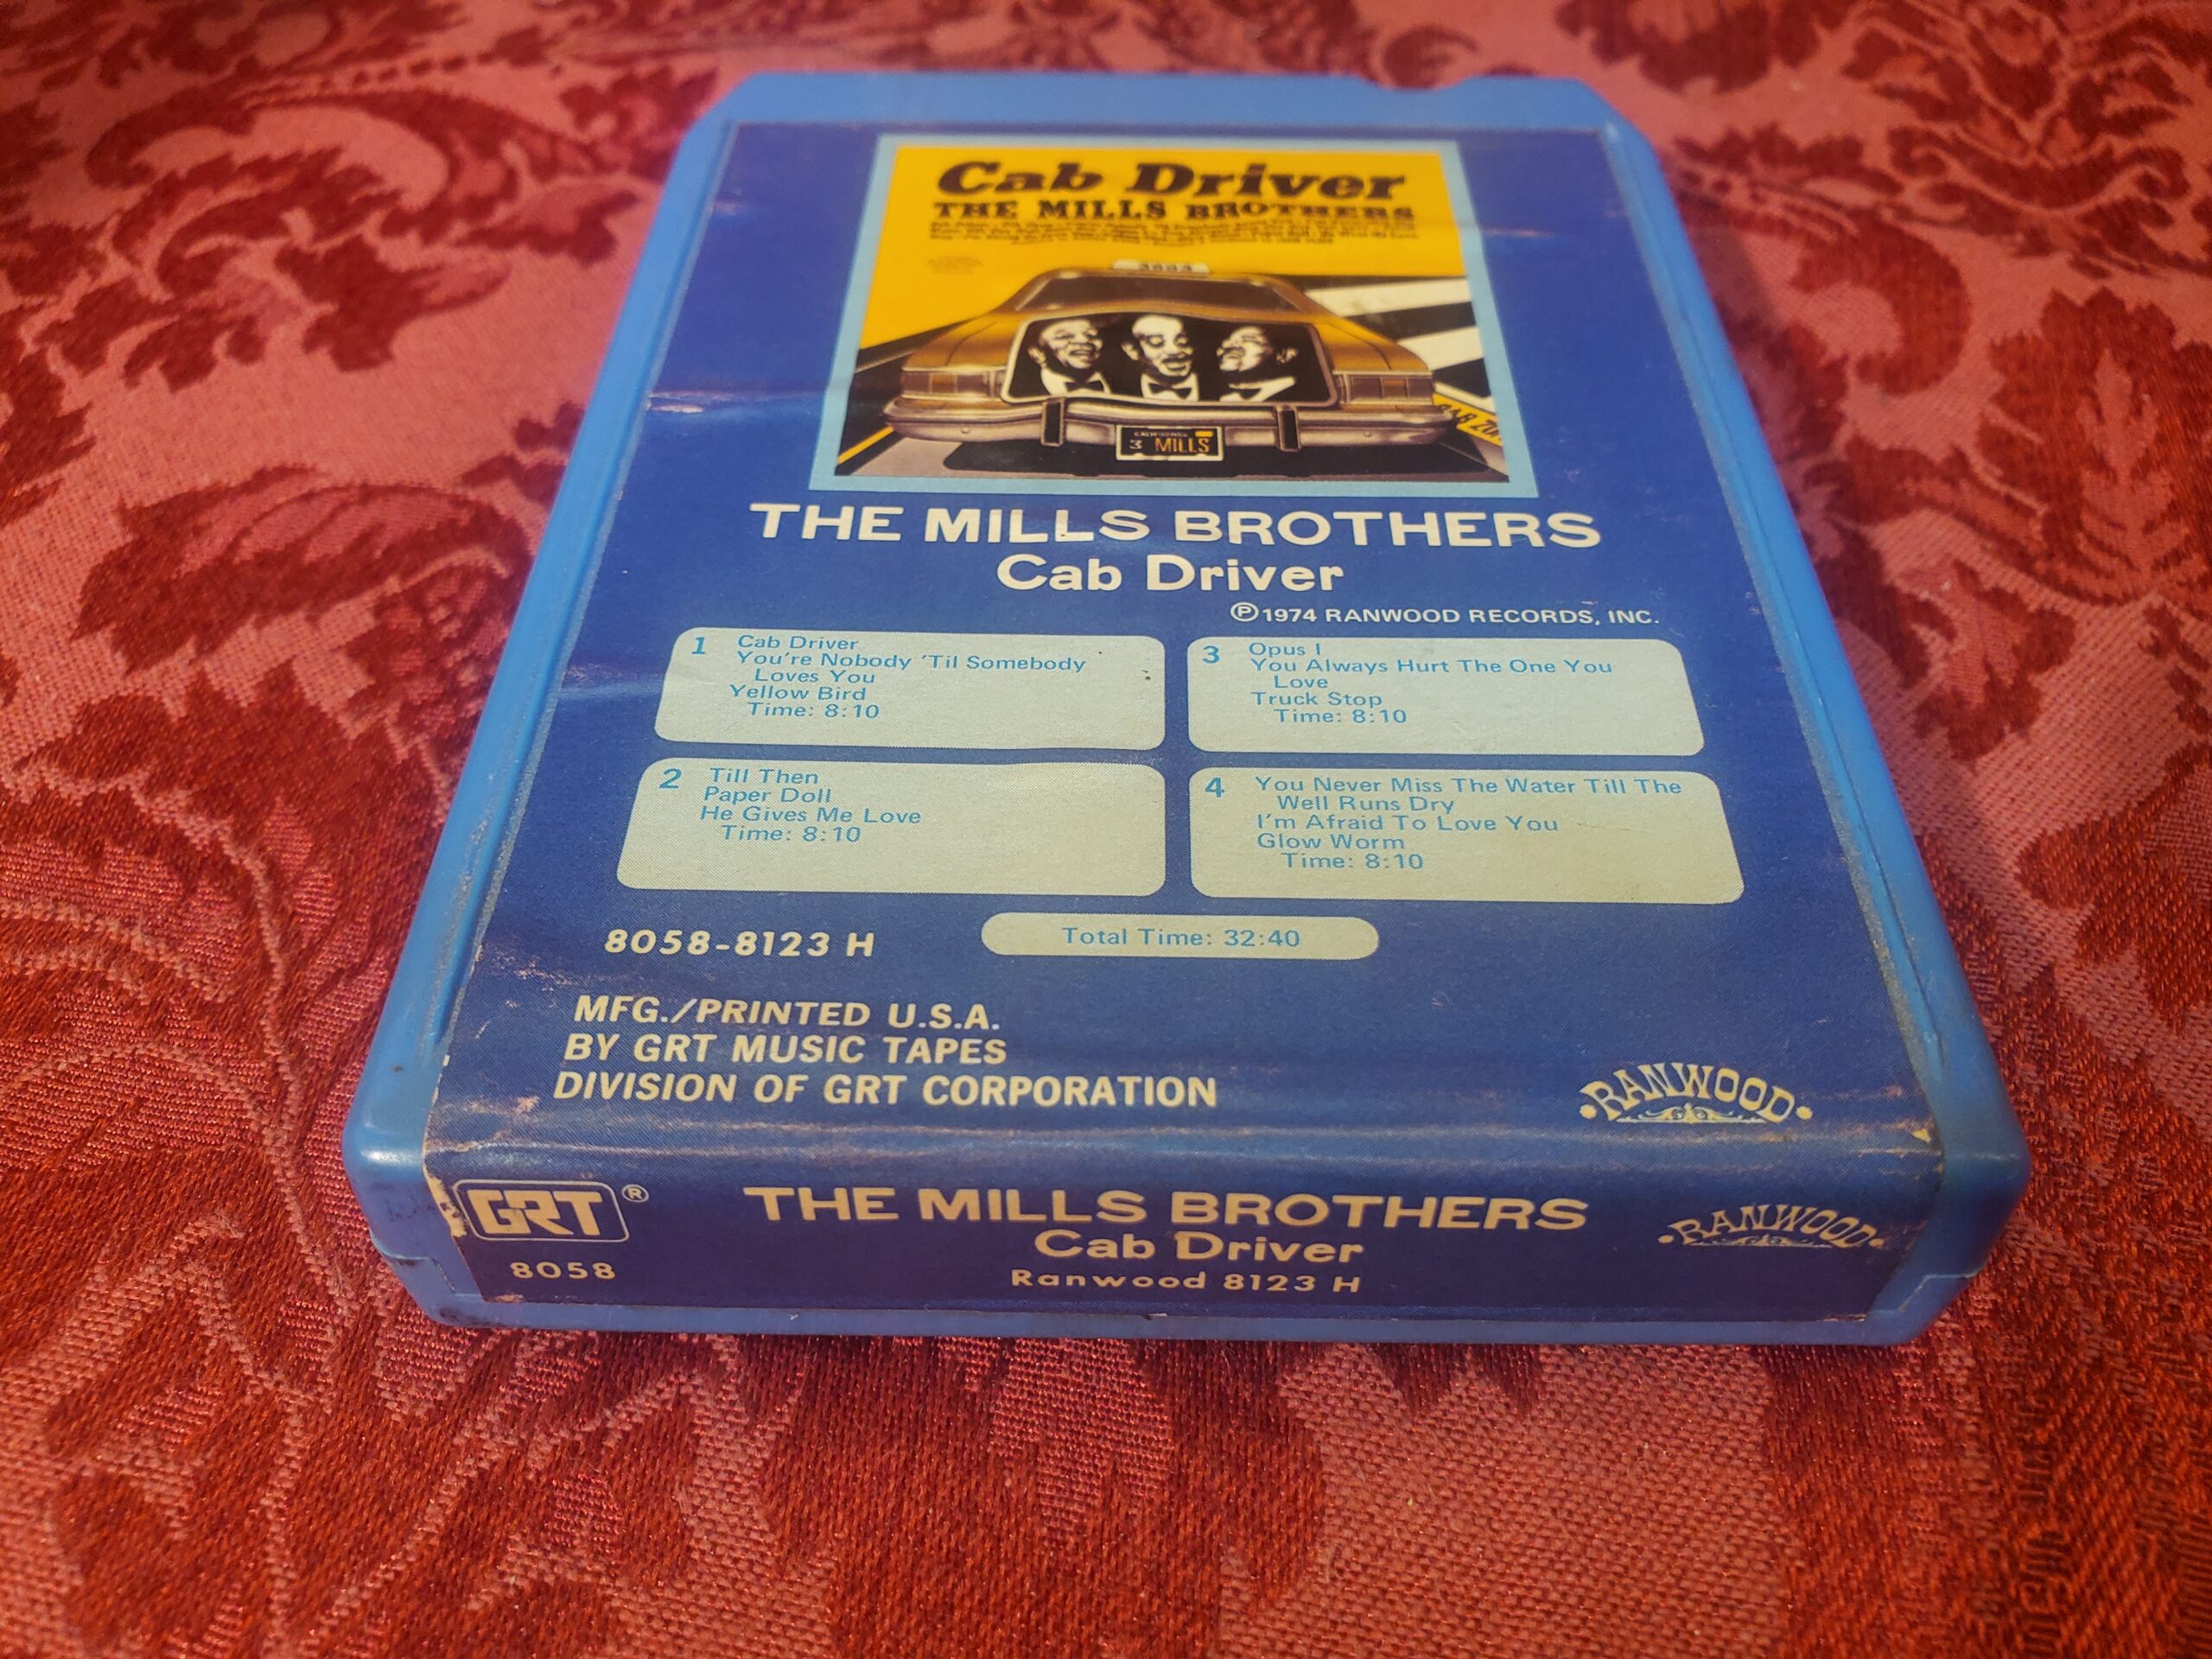 Cab Driver
THE MILLS BROTHERS
3 MILLS
THE MILLS BROTHERS
Cab Driver
Ⓟ1974 RANWOOD RECORDS, INC.
1 Cab Driver
You're Nobody 'Til Somebody
Loves You
Yellow Bird
Time: 8:10
2 Till Then
Paper Doll
He Gives Me Love
Time: 8:10
3 Opus I
You Always Hurt The One You
Love
Truck Stop
Time: 8:10
4 You Never Miss The Water Till The
Well Runs Dry
I'm Afraid To Love You
Glow Worm
Time: 8:10
8058-8123 H
Total Time: 32:40
MFG./PRINTED U.S.A.
BY GRT MUSIC TAPES
DIVISION OF GRT CORPORATION
RANWOOD
GRT®
8058
THE MILLS BROTHERS
Cab Driver
Ranwood 8123 H
RANWOOD